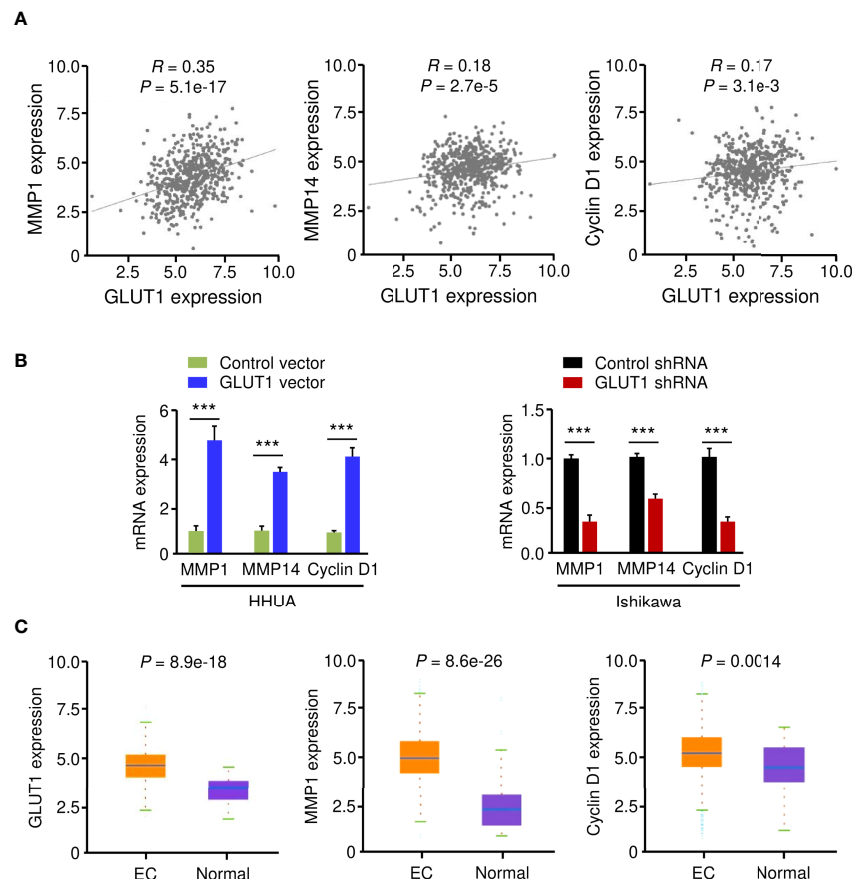 A
R = 0.35
P = 5.1e-17
10.0
7.5
5.0
2.5
0
MMP1 expression
2.5 5.0 7.5 10.0
GLUT1 expression
R = 0.18
P = 2.7e-5
10.0
7.5
5.0
2.5
0
MMP14 expression
2.5 5.0 7.5 10.0
GLUT1 expression
R = 0.17
P = 3.1e-3
10.0
7.5
5.0
2.5
0
Cyclin D1 expression
2.5 5.0 7.5 10.0
GLUT1 expression
B
Control vector
GLUT1 vector
6
4
2
0
mRNA expression
*** *** ***
MMP1 MMP14 Cyclin D1
HHUA
Control shRNA
GLUT1 shRNA
1.5
1.0
0.5
0.0
mRNA expression
*** *** ***
MMP1 MMP14 Cyclin D1
Ishikawa
C
P = 8.9e-18
10.0
7.5
5.0
2.5
0
GLUT1 expression
EC Normal
P = 8.6e-26
10.0
7.5
5.0
2.5
0
MMP1 expression
EC Normal
P = 0.0014
10.0
7.5
5.0
2.5
0
Cyclin D1 expression
EC Normal